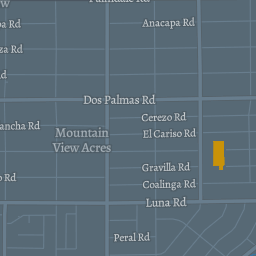 Anacapa Rd
Rd
Dos Palmas Rd
Cerezo Rd
El Cariso Rd
Mountain
View Acres
Gravilla Rd
Coalinga Rd
Luna Rd
Peral Rd